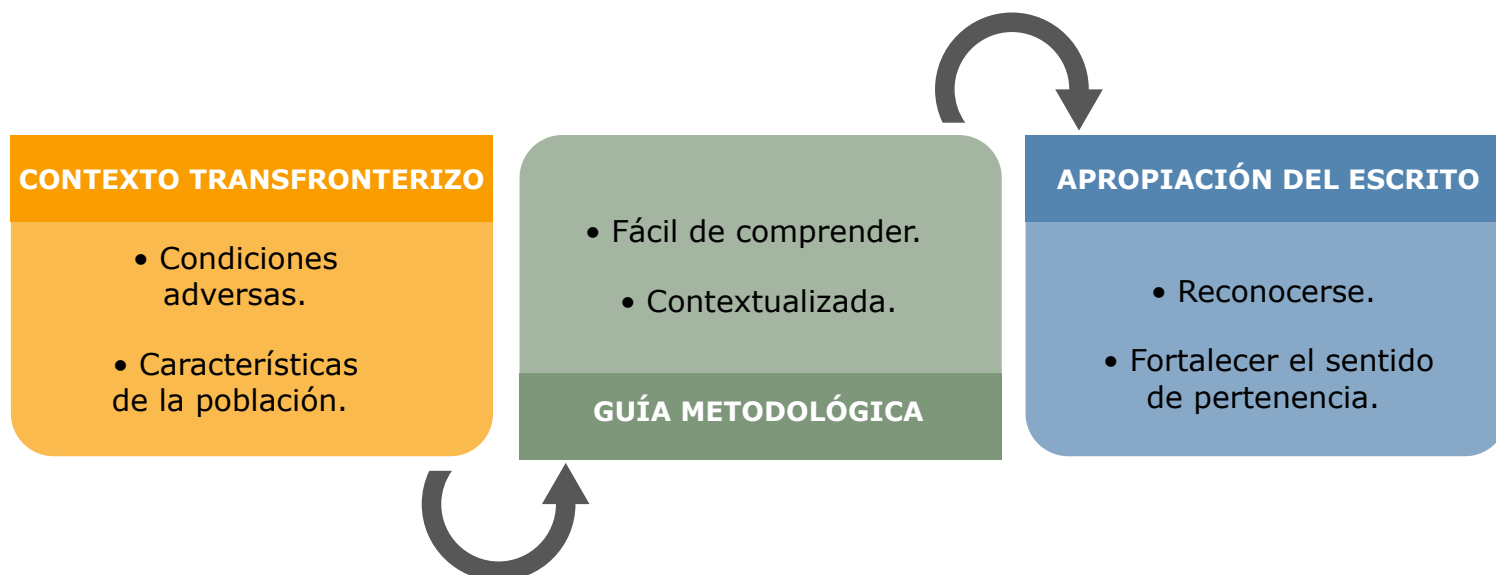 CONTEXTO TRANSFRONTERIZO
• Condiciones
adversas.
• Características
de la población.
• Fácil de comprender.
• Contextualizada.
GUÍA METODOLÓGICA
APROPIACIÓN DEL ESCRITO
• Reconocerse.
• Fortalecer el sentido
de pertenencia.